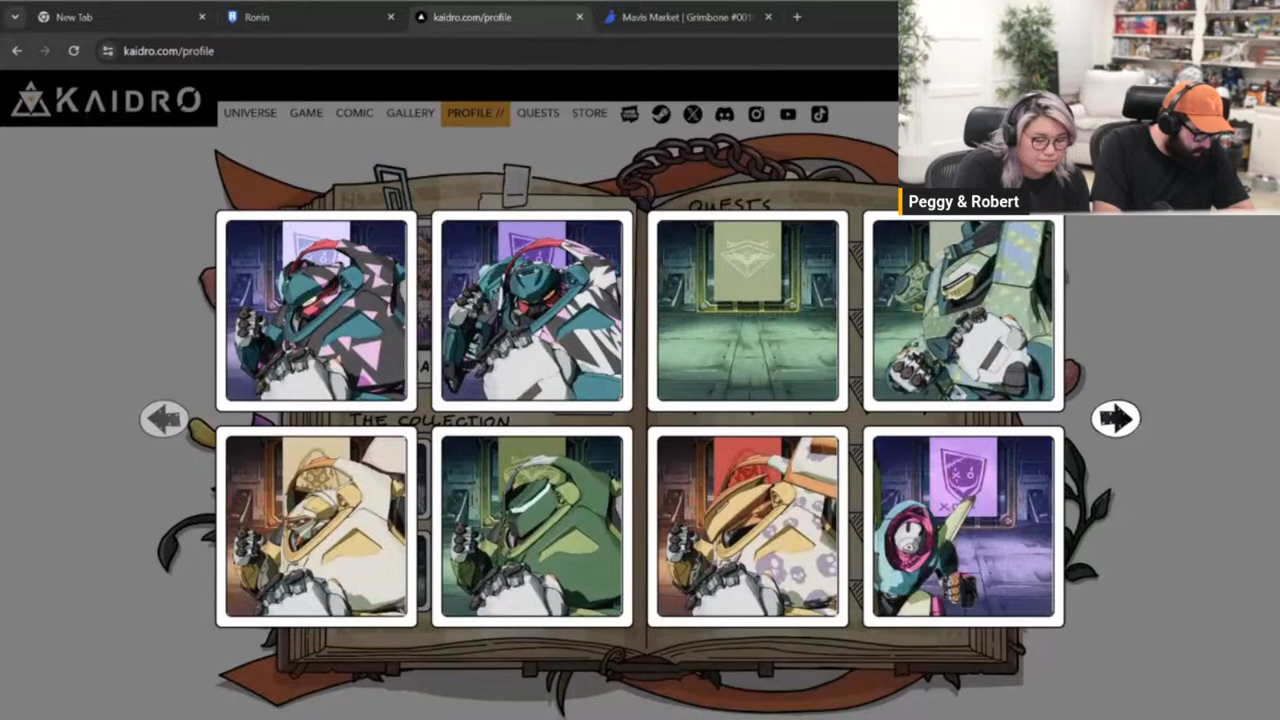 New Tab
Ronin
kaidro.com/profile
Mavis Market | Grimbone #001
kaidro.com/profile
KAIDRO
UNIVERSE
GAME
COMIC
GALLERY
PROFILE //
QUESTS
STORE
Peggy & Robert
QUESTS
THE COLLECTION